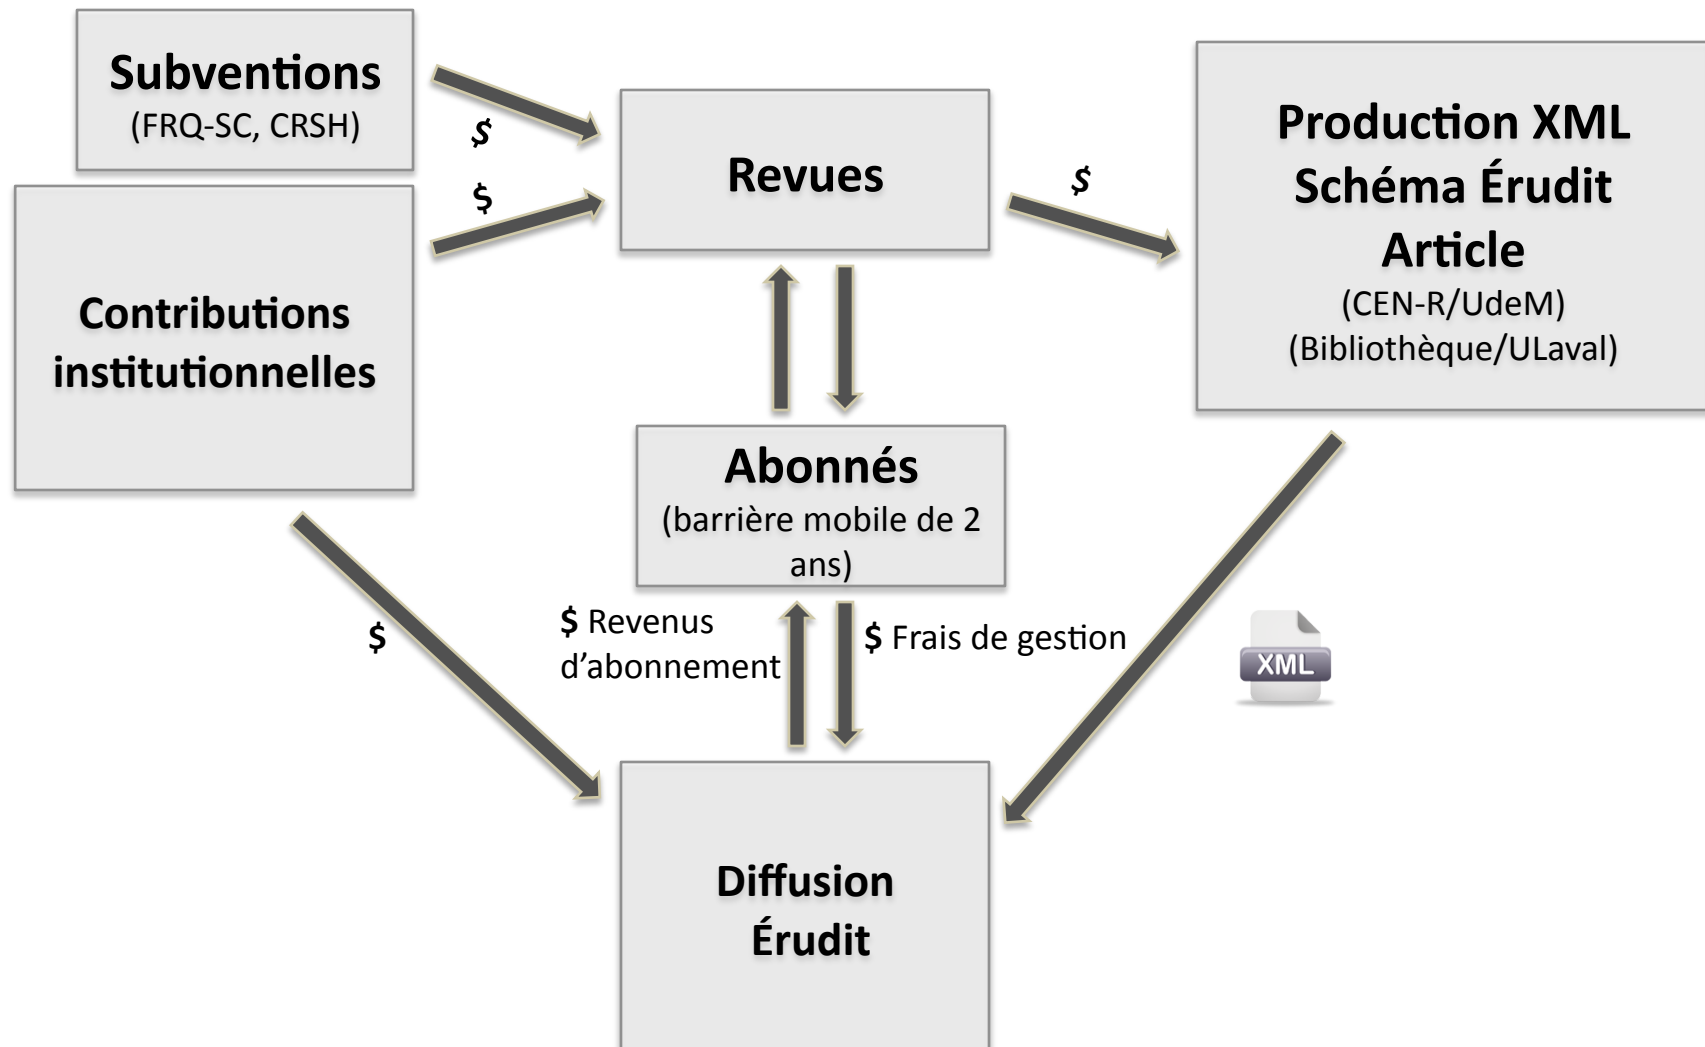 Subventions
(FRQ-SC, CRSH)
$
$
Contributions
institutionnelles
Revues
$
Production XML
Schéma Érudit
Article
(CEN-R/UdeM)
(Bibliothèque/ULaval)
Abonnés
(barrière mobile de 2
ans)
$
$ Revenus
d’abonnement
$ Frais de gestion
XML
Diffusion
Érudit